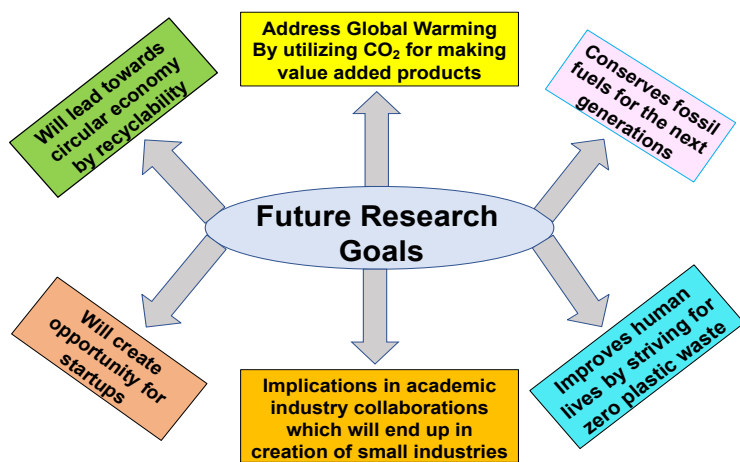 Address Global Warming
By utilizing CO₂ for making
value added products
Will lead towards
circular economy
by recyclability
Conserves fossil
fuels for the next
generations
Future Research
Goals
Will create
opportunity for
startups
Implications in academic
industry collaborations
which will end up in
creation of small industries
Improves human
lives by striving for
zero plastic waste